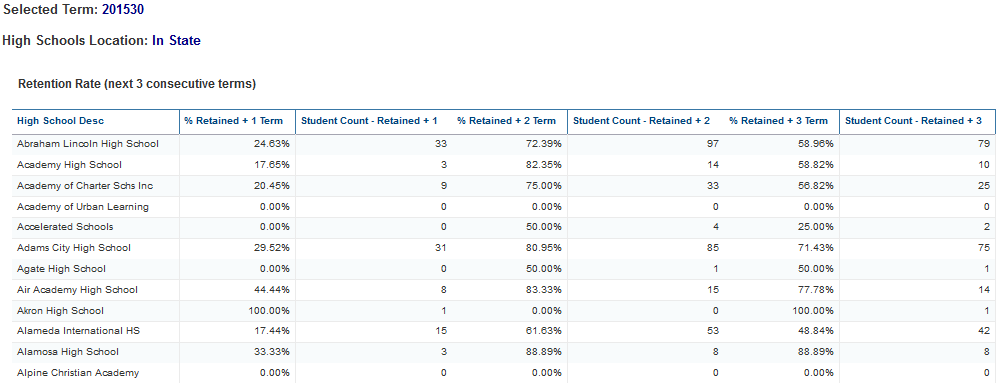 Selected Term: 201530
High Schools Location: In State
Retention Rate (next 3 consecutive terms)
High School Desc % Retained + 1 Term Student Count - Retained + 1 % Retained + 2 Term Student Count - Retained + 2 % Retained + 3 Term Student Count - Retained + 3
Abraham Lincoln High School 24.63% 33 72.39% 97 58.96% 79
Academy High School 17.65% 3 82.35% 14 58.82% 10
Academy of Charter Schs Inc 20.45% 9 75.00% 33 56.82% 25
Academy of Urban Learning 0.00% 0 0.00% 0 0.00% 0
Accelerated Schools 0.00% 0 50.00% 4 25.00% 2
Adams City High School 29.52% 31 80.95% 85 71.43% 75
Agate High School 0.00% 0 50.00% 1 50.00% 1
Air Academy High School 44.44% 8 83.33% 15 77.78% 14
Akron High School 100.00% 1 0.00% 0 100.00% 1
Alameda International HS 17.44% 15 61.63% 53 48.84% 42
Alamosa High School 33.33% 3 88.89% 8 88.89% 8
Alpine Christian Academy 0.00% 0 0.00% 0 0.00% 0